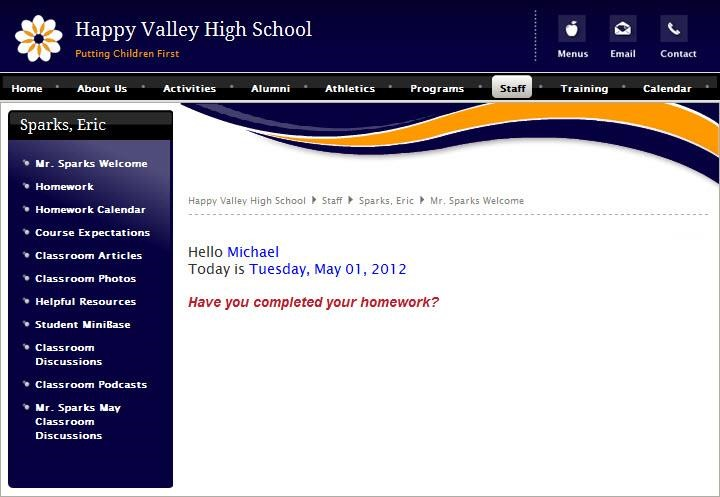 Happy Valley High School
Putting Children First
Menus Email Contact
Home About Us Activities Alumni Athletics Programs Staff Training Calendar
Sparks, Eric
Mr. Sparks Welcome
Homework
Homework Calendar
Course Expectations
Classroom Articles
Classroom Photos
Helpful Resources
Student MiniBase
Classroom
Discussions
Classroom Podcasts
Mr. Sparks May
Classroom
Discussions
Happy Valley High School Staff Sparks, Eric Mr. Sparks Welcome
Hello Michael
Today is Tuesday, May 01, 2012
Have you completed your homework?